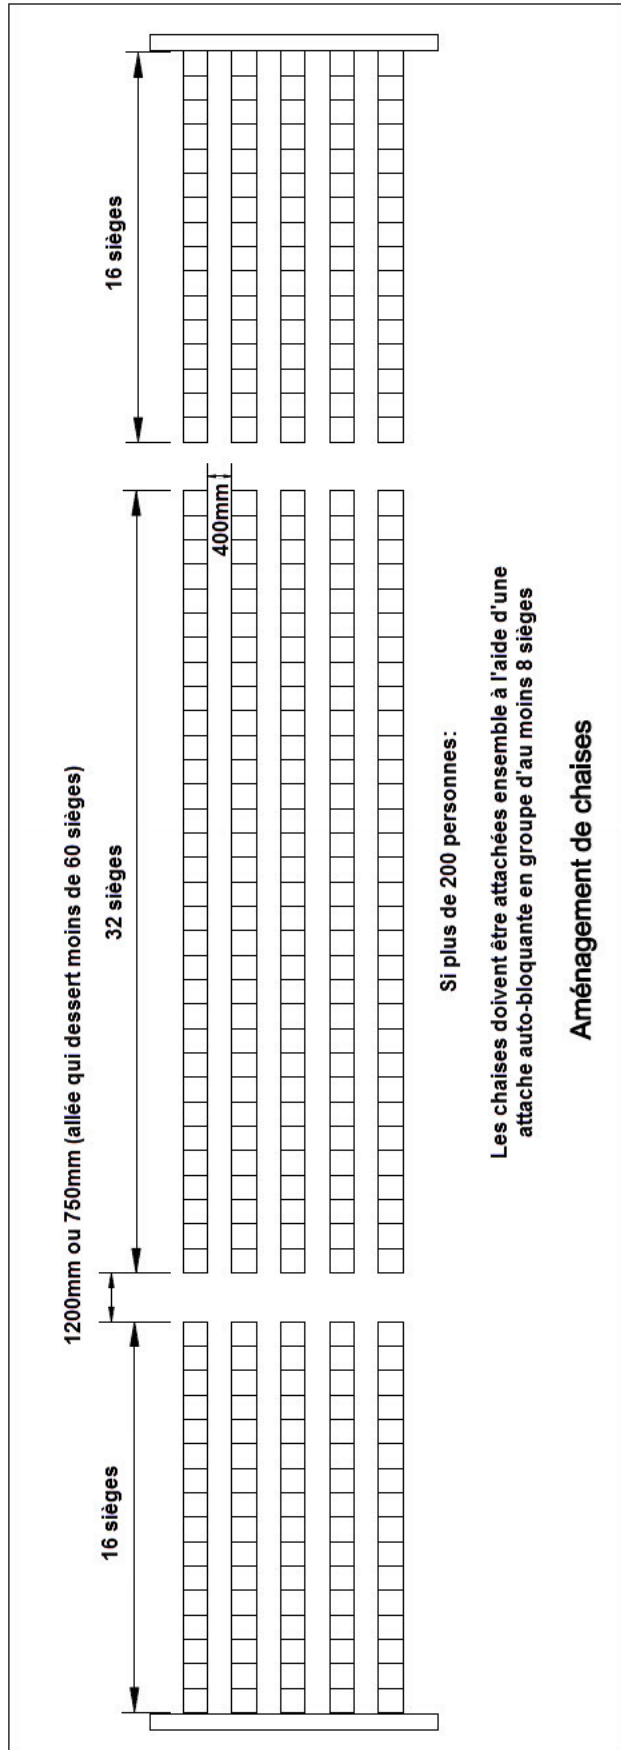 1200mm ou 750mm (allée qui dessert moins de 60 sièges)
16 sièges
32 sièges
16 sièges
400mm
Si plus de 200 personnes:
Les chaises doivent être attachées ensemble à l'aide d'une
attache auto-bloquante en groupe d'au moins 8 sièges
Aménagement de chaises